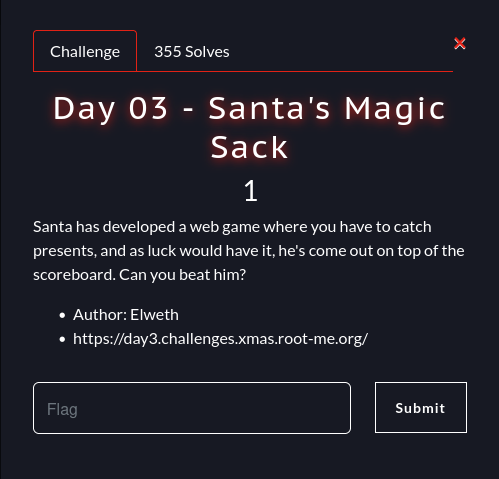 Challenge
355 Solves
Day 03 - Santa's Magic
Sack
1
Santa has developed a web game where you have to catch
presents, and as luck would have it, he's come out on top of the
scoreboard. Can you beat him?
• Author: Elweth
• https://day3.challenges.xmas.root-me.org/
Flag
Submit